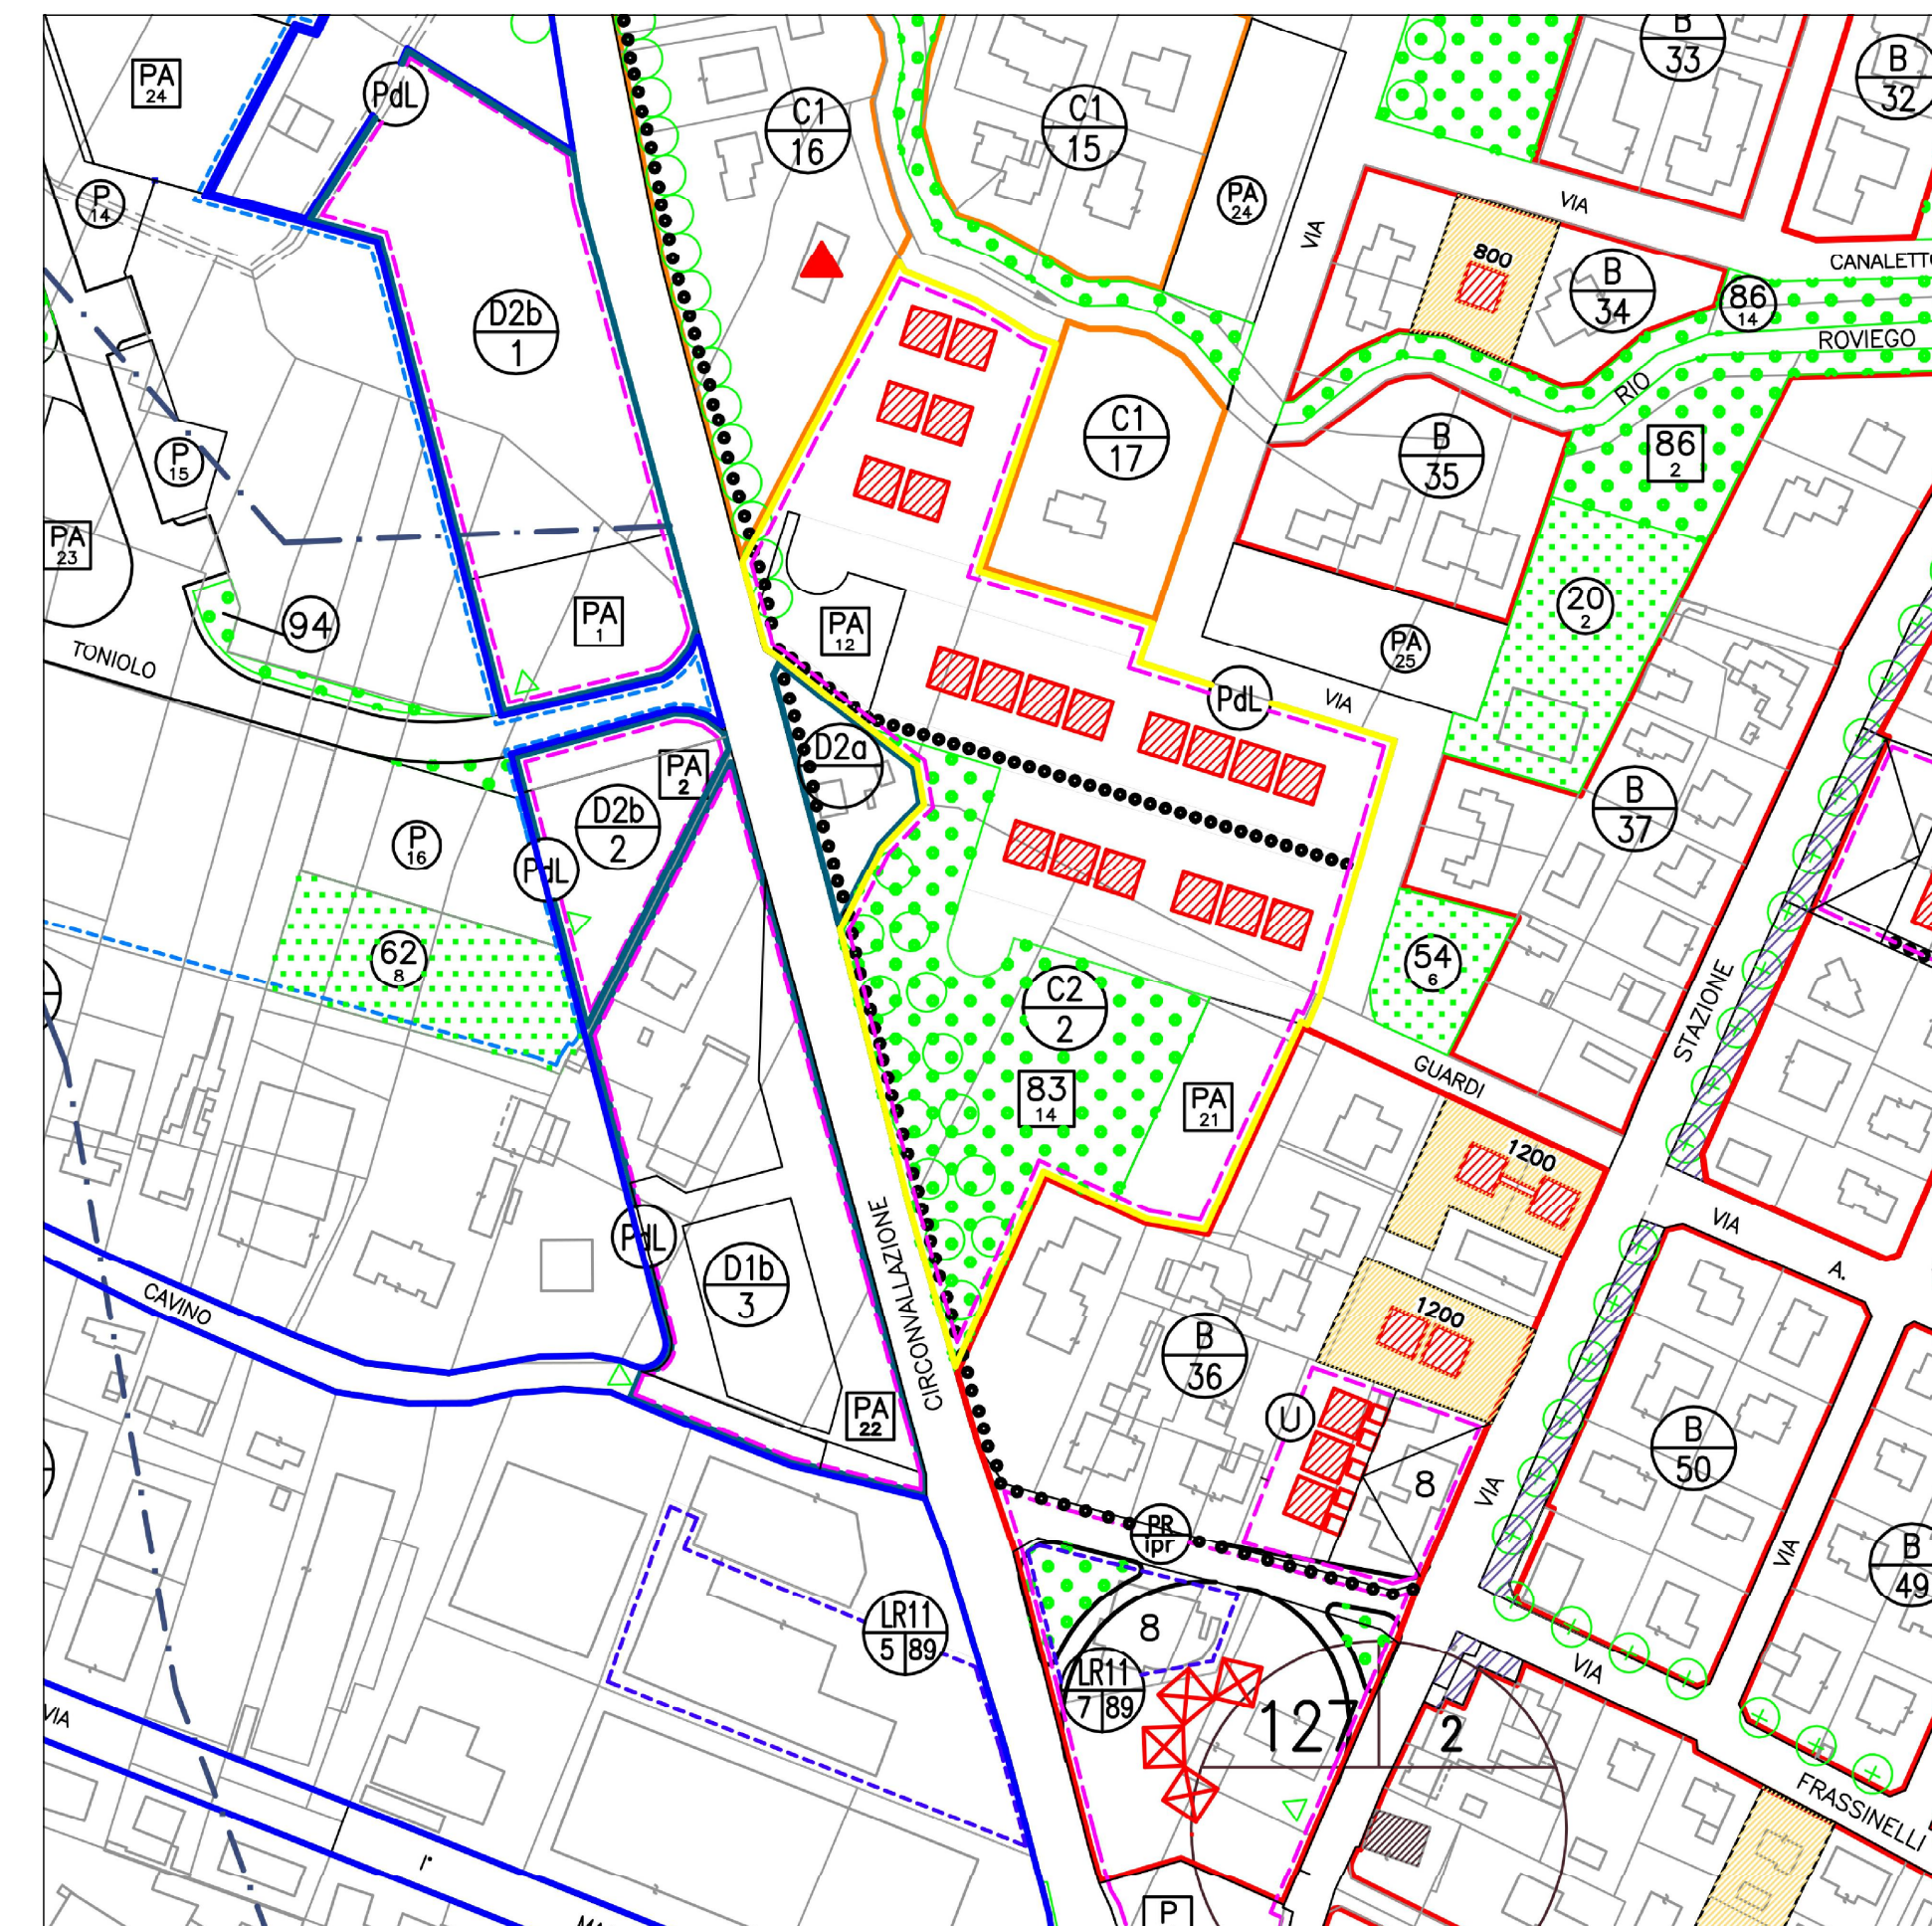 PA
24
PdL
C1
16
C1
15
B
33
B
32
P
14
PA
24
VIA
VIA
800
B
34
CANALETTO
86
14
ROVIEGO
D2b
1
RIO
C1
17
B
35
86
2
P
15
PA
23
94
PA
1
PA
12
20
2
PA
25
TONIOLO
PdL
VIA
D2a
PA
2
D2b
2
B
37
P
16
PdL
62
8
54
6
C2
2
STAZIONE
GUARDI
83
14
PA
21
1200
VIA
A.
PdL
D1b
3
CAVINO
CIRCONVALLAZIONE
1200
B
36
PA
22
U
8
B
50
VIA
PR
ipr
VIA
B
49
LR11
5 89
8
LR11
7 89
127
2
VIA
VIA
FRASSINELLI
P